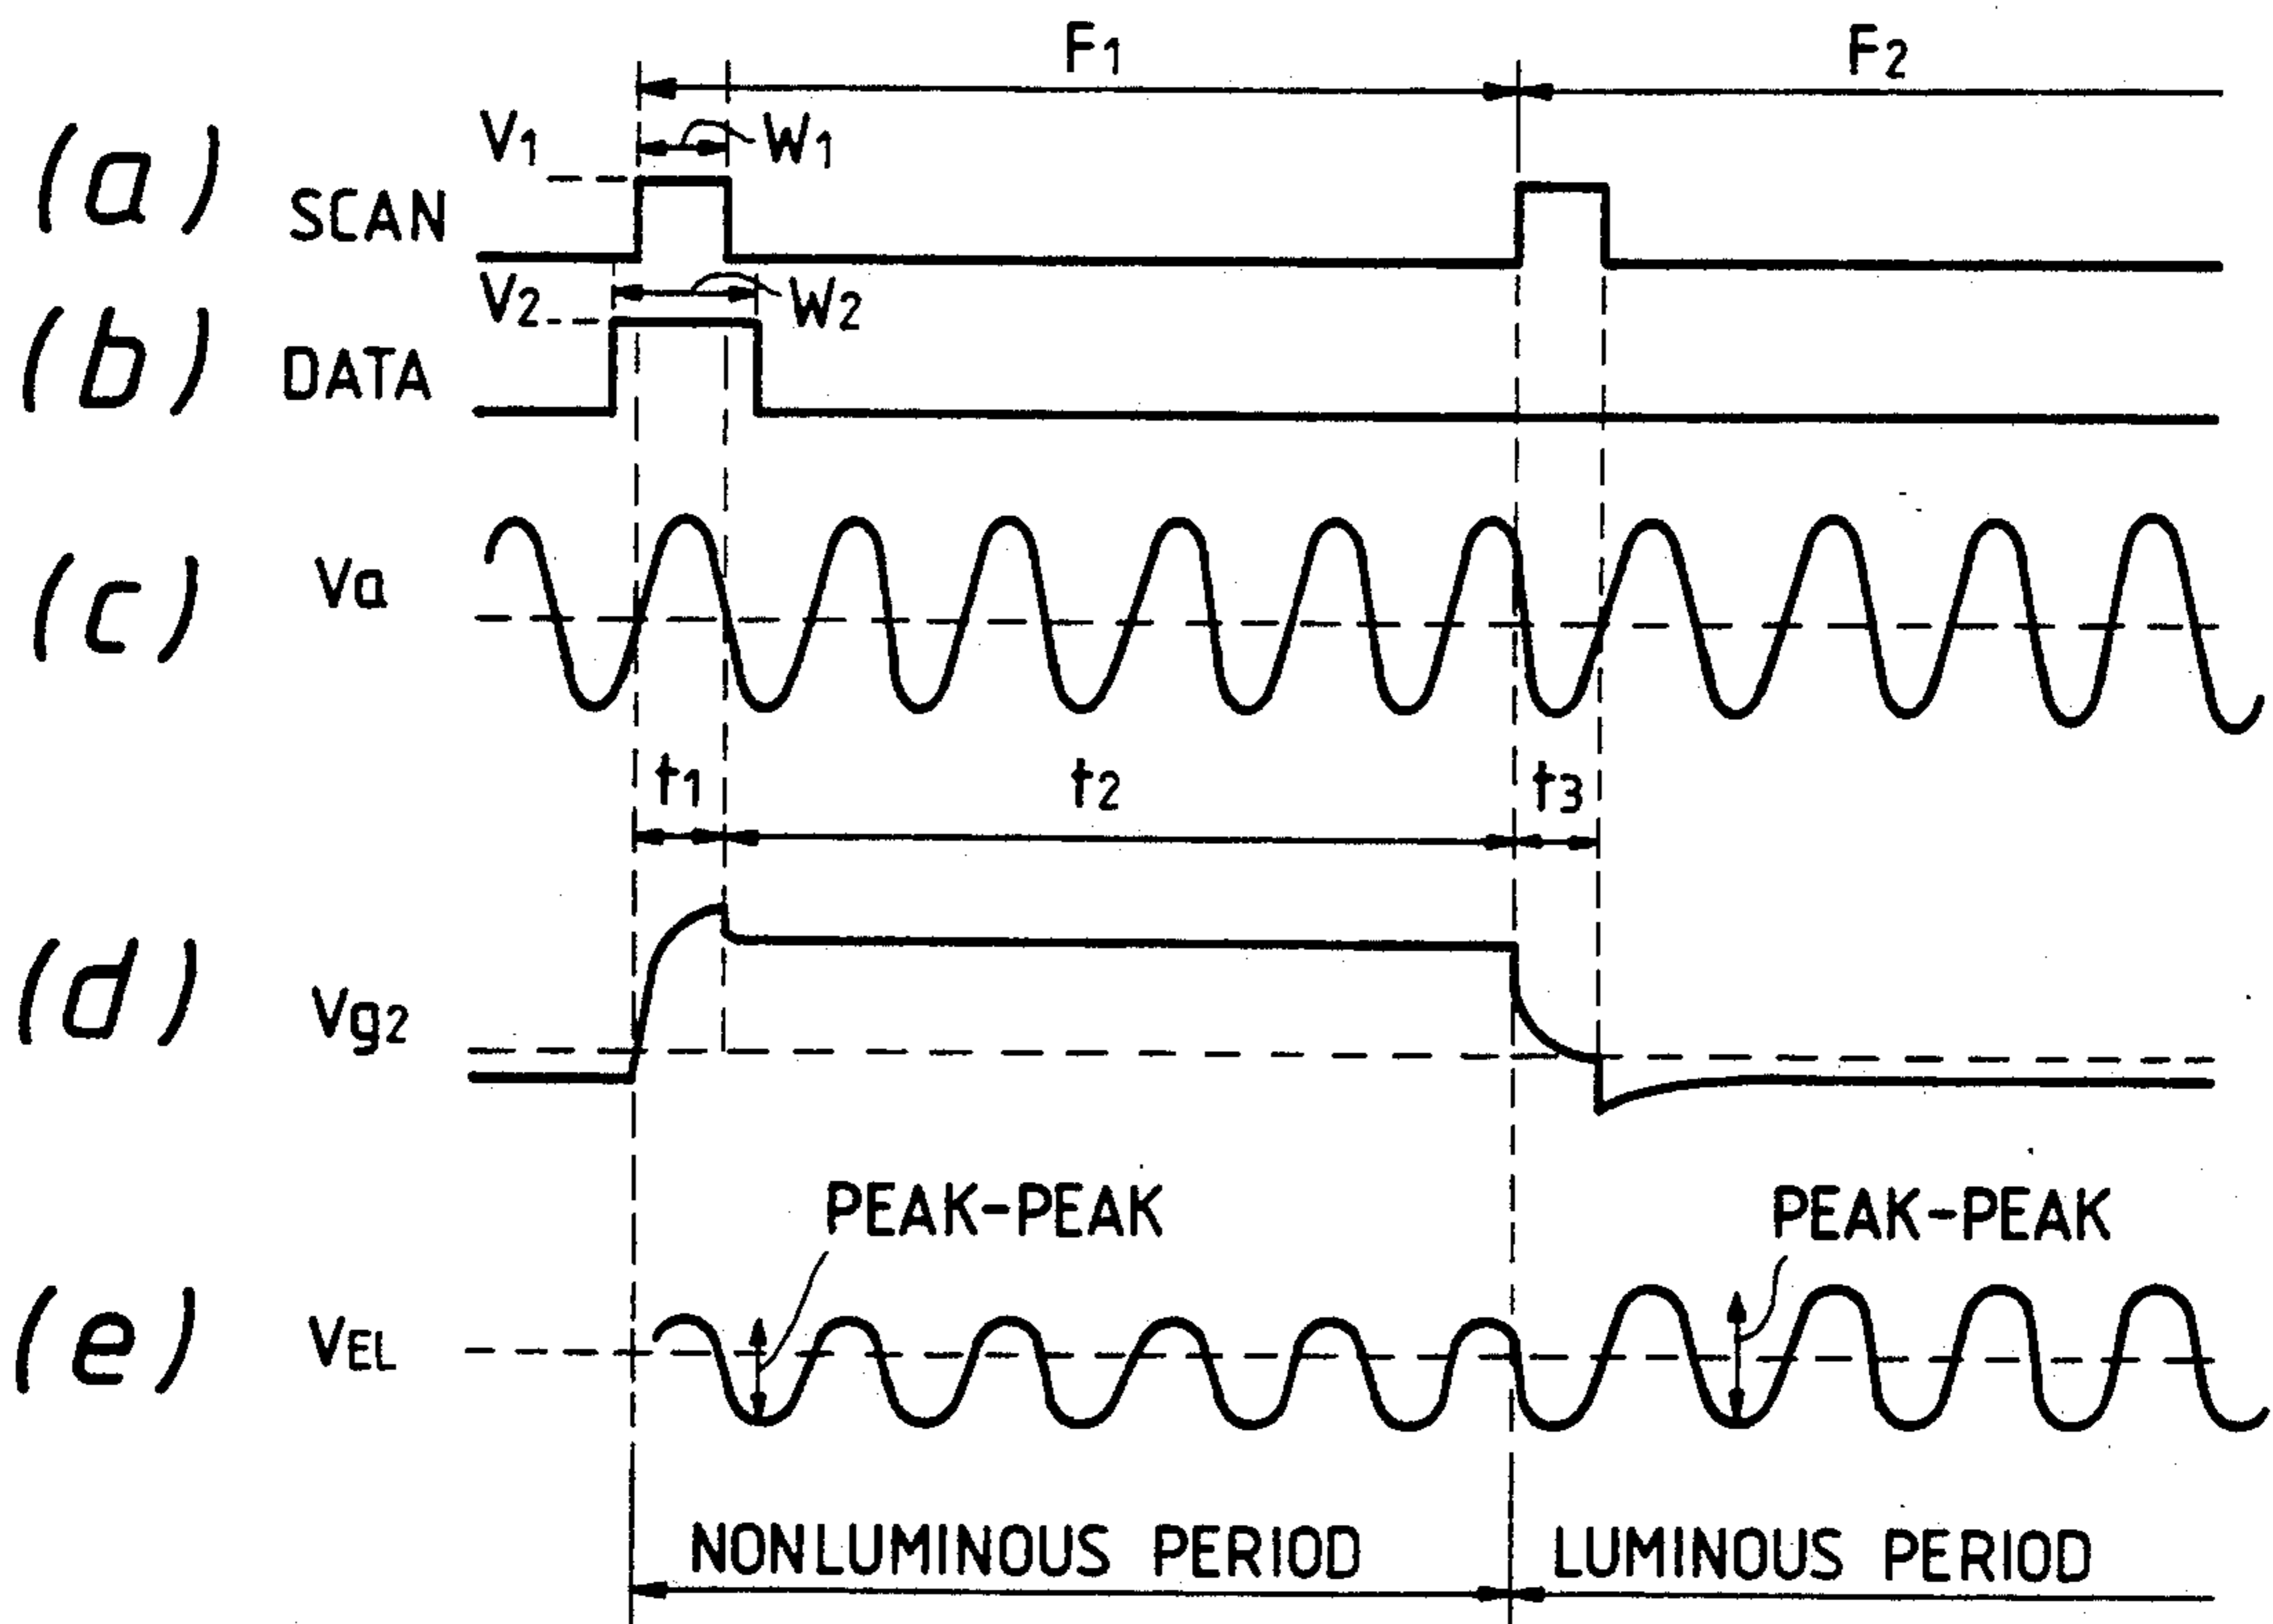 F1 F2
(a) SCAN V1 W1
(b) DATA V2 W2
(c) Va
t1 t2 t3
(d) Vg2
PEAK-PEAK PEAK-PEAK
(e) VEL
NONLUMINOUS PERIOD LUMINOUS PERIOD